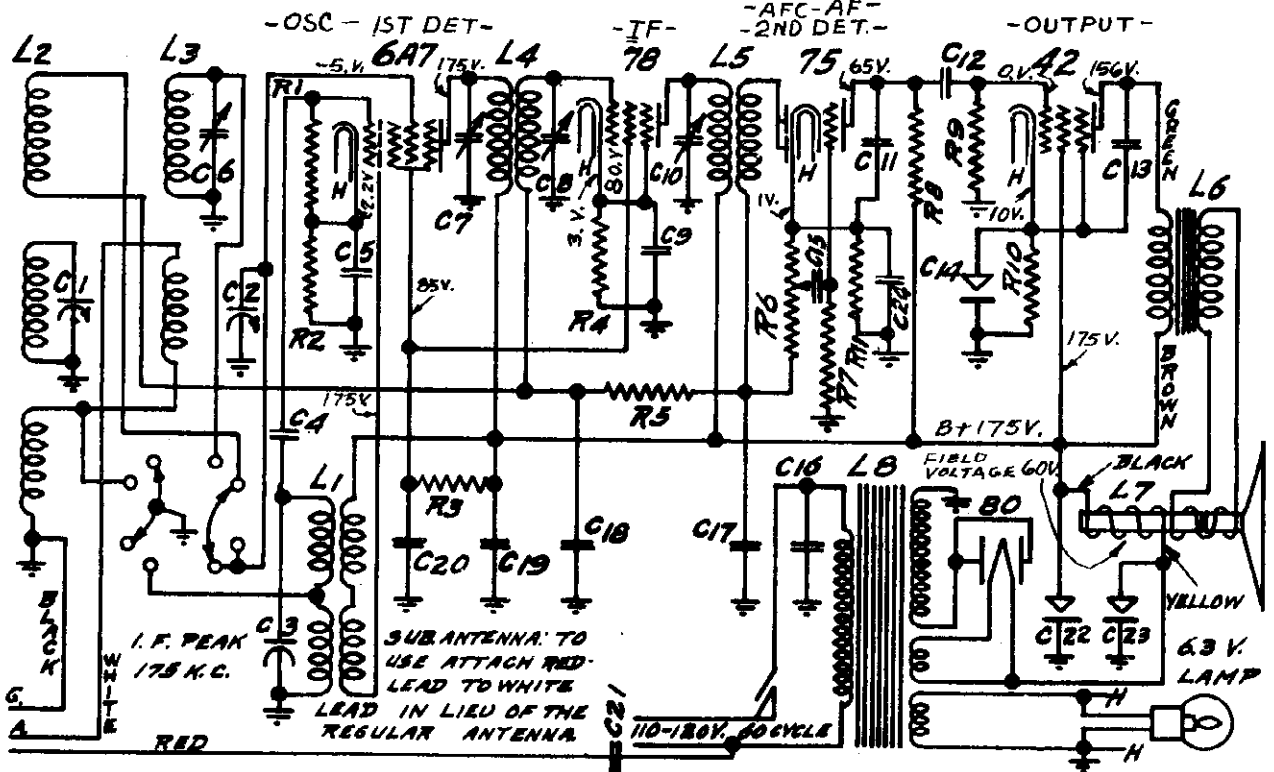 -OSC- 1ST DET-
-IF-
-AFC-AF-
-2ND DET.-
-OUTPUT-
L2
L3
6A7
L4
78
L5
75
C12
42
-5.V.
175V.
65V.
0.V.
156V.
R1
H
C6
2.2V
C7
C8
H
80.V
C10
H
C11
R8
R9
H
C13
GREEN
L6
C1
C2
C5
R2
3.V.
C9
R4
1V.
C15
R6
R7
R11
C24
C14
10V.
R10
85V.
175V.
BROWN
R5
175V
C4
L1
R3
B+175V.
C16
L8
FIELD
VOLTAGE 60V.
BLACK
L7
80
C20
C19
C18
C17
60V.
YELLOW
C22
C23
BLACK
WHITE
I.F. PEAK
175 K.C.
C3
SUB ANTENNA: TO
USE ATTACH RED-
LEAD TO WHITE
LEAD IN LIEU OF THE
REGULAR ANTENNA
6.3 V.
LAMP
G.
A
RED
C21
110-120V. 60 CYCLE
H
H